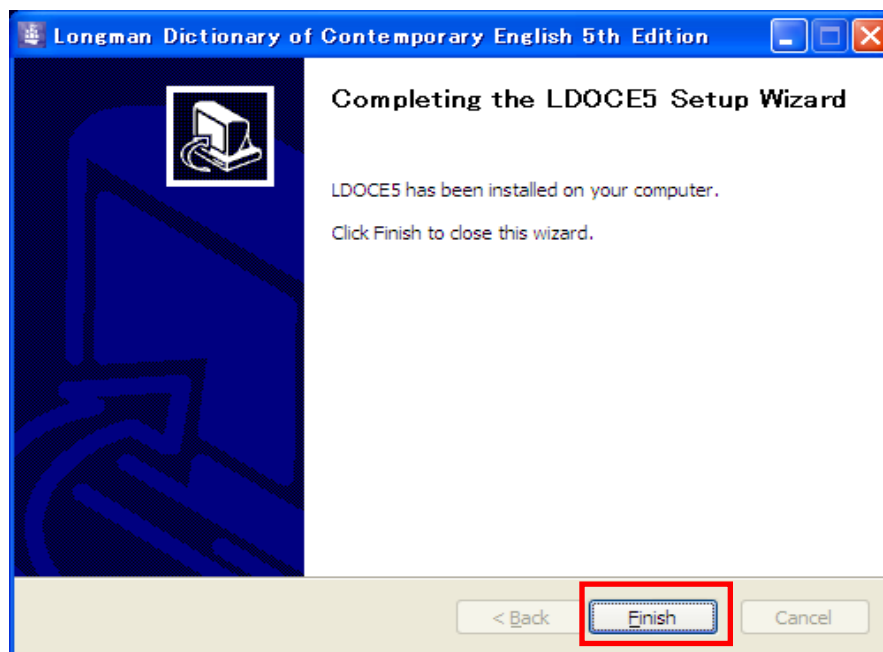 Longman Dictionary of Contemporary English 5th Edition
Completing the LDOCE5 Setup Wizard
LDOCE5 has been installed on your computer.
Click Finish to close this wizard.
< Back Finish Cancel